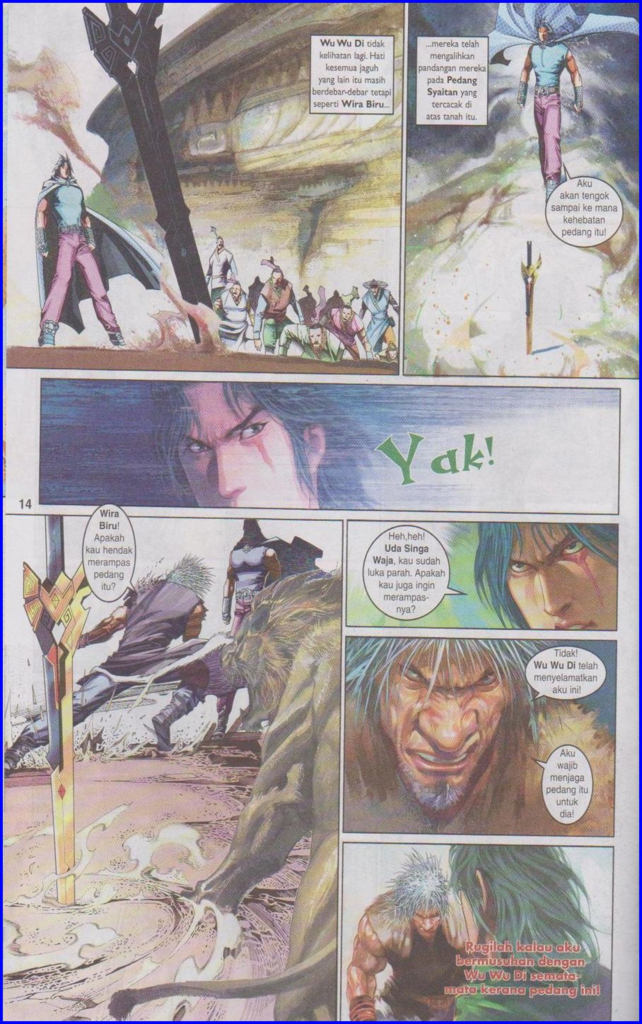 Wu Wu Di tidak
kelihatan lagi. Hati
kesemua jaguh
yang lain itu masih
berdebar-debar tetapi
seperti Wira Biru...
...mereka telah
mengalihkan
pandangan mereka
pada Pedang
Syaitan yang
tercacak di
atas tanah itu.
Aku
akan tengok
sampai ke mana
kehebatan
pedang itu!
Yak!
14
Wira
Biru!
Apakah
kau hendak
merampas
pedang
itu?
Heh,heh!
Uda Singa
Waja, kau sudah
luka parah. Apakah
kau juga ingin
merampas-
nya?
Tidak!
Wu Wu Di telah
menyelamatkan
aku ini!
Aku
wajib
menjaga
pedang itu
untuk
dia!
Rugilah kalau aku
bermusuhan dengan
Wu Wu Di semata-
mata kerana pedang ini!